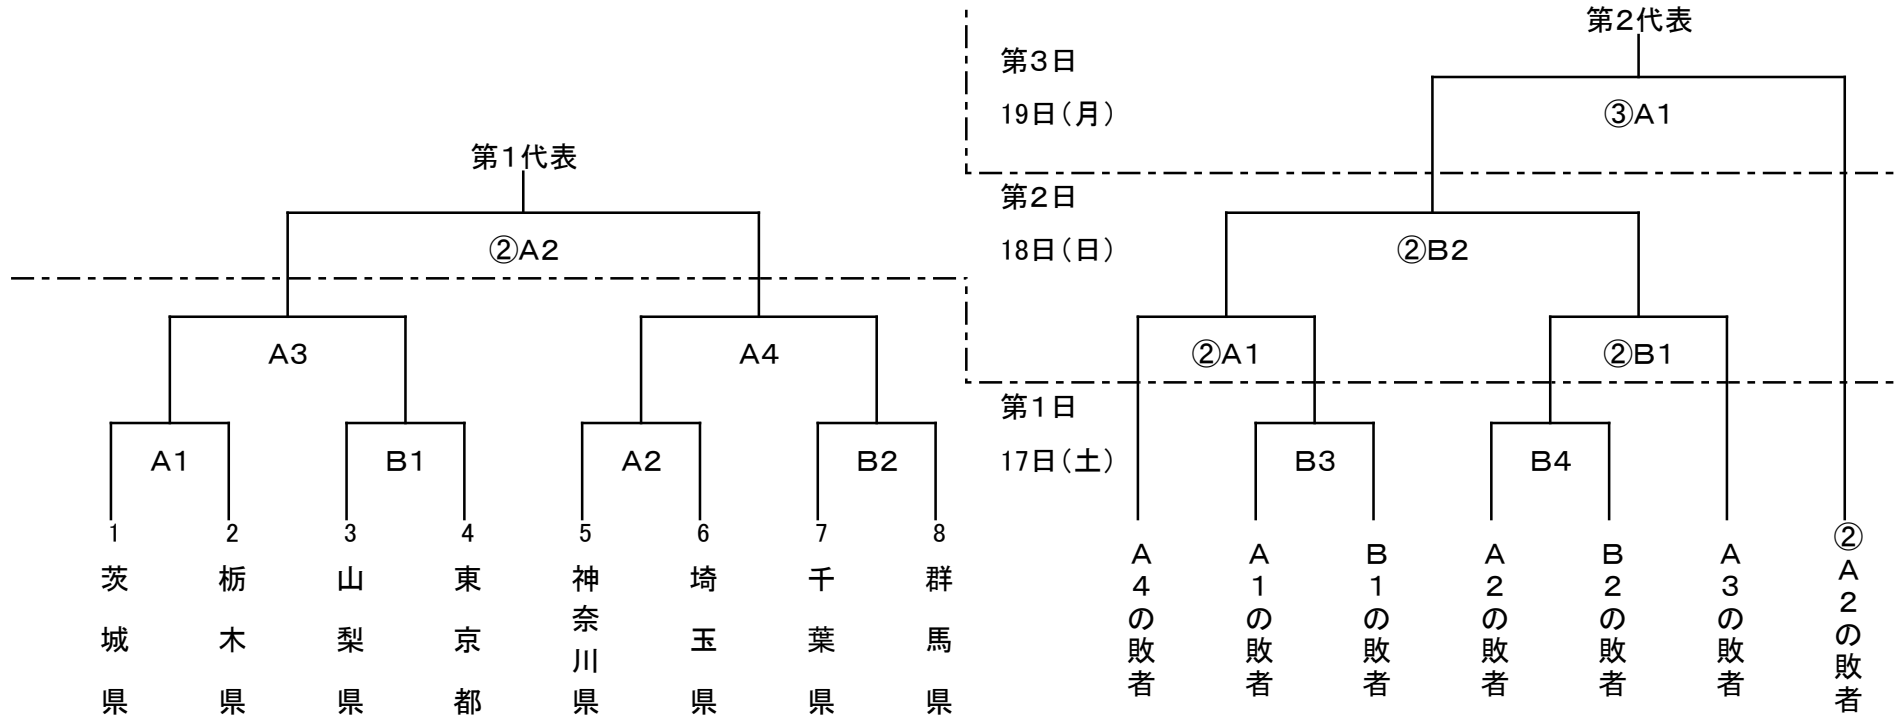 第2代表
第3日
19日(月)
③A1
第1代表
第2日
18日(日)
②A2
②B2
A3
A4
②A1
②B1
第1日
17日(土)
A1
B1
A2
B2
B3
B4
1
茨城県
2
栃木県
3
山梨県
4
東京都
5
神奈川県
6
埼玉県
7
千葉県
8
群馬県
A4の敗者
A1の敗者
B1の敗者
A2の敗者
B2の敗者
A3の敗者
②A2の敗者